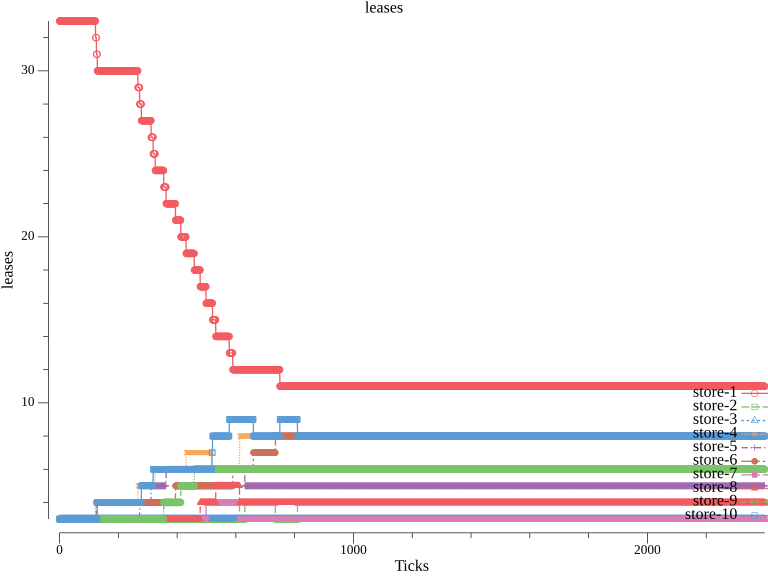 leases
30
20
10
leases
store-1
store-2
store-3
store-4
store-5
store-6
store-7
store-8
store-9
store-10
0
1000
2000
Ticks